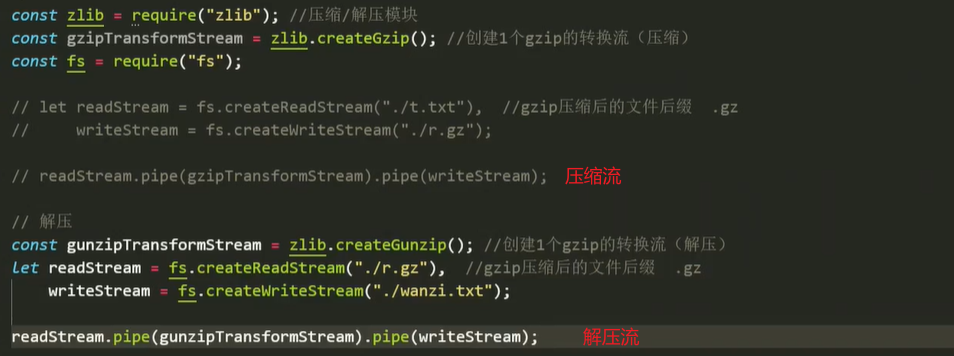 const zlib = require("zlib"); //压缩/解压模块
const gzipTransformStream = zlib.createGzip(); //创建1个gzip的转换流（压缩）
const fs = require("fs");
// let readStream = fs.createReadStream("./t.txt"),  //gzip压缩后的文件后缀  .gz
//     writeStream = fs.createWriteStream("./r.gz");
// readStream.pipe(gzipTransformStream).pipe(writeStream); 压缩流
// 解压
const gunzipTransformStream = zlib.createGunzip(); //创建1个gzip的转换流（解压）
let readStream = fs.createReadStream("./r.gz"),  //gzip压缩后的文件后缀  .gz
    writeStream = fs.createWriteStream("./wanzi.txt");
readStream.pipe(gunzipTransformStream).pipe(writeStream); 解压流